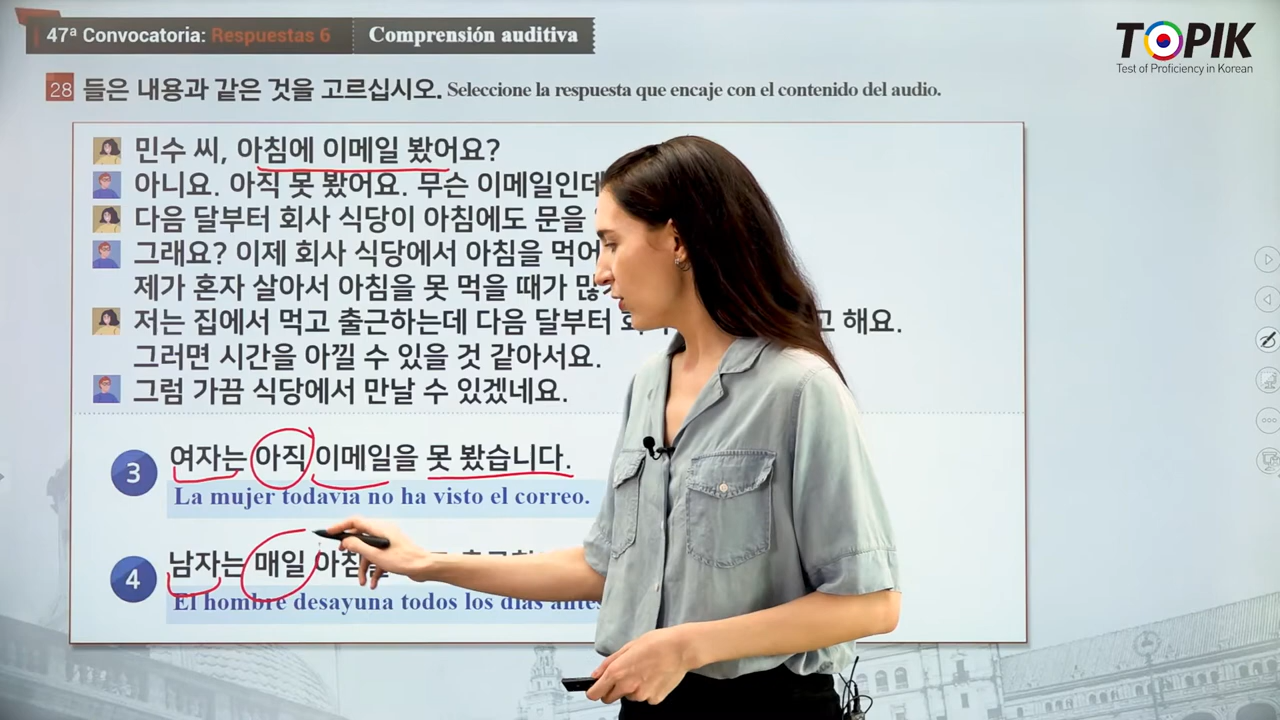 47ª Convocatoria: Respuestas 6 Comprensión auditiva
TOPIK
Test of Proficiency in Korean
28 들은 내용과 같은 것을 고르십시오. Seleccione la respuesta que encaje con el contenido del audio.
민수 씨, 아침에 이메일 봤어요?
아니요. 아직 못 봤어요. 무슨 이메일인데
다음 달부터 회사 식당이 아침에도 문을
그래요? 이제 회사 식당에서 아침을 먹어
제가 혼자 살아서 아침을 못 먹을 때가
저는 집에서 먹고 출근하는데 다음 달부터 해요.
그러면 시간을 아낄 수 있을 것 같아서요.
그럼 가끔 식당에서 만날 수 있겠네요.
3 여자는 아직 이메일을 못 봤습니다.
La mujer todavía no ha visto el correo.
4 남자는 매일
El hombre desayuna todos los días